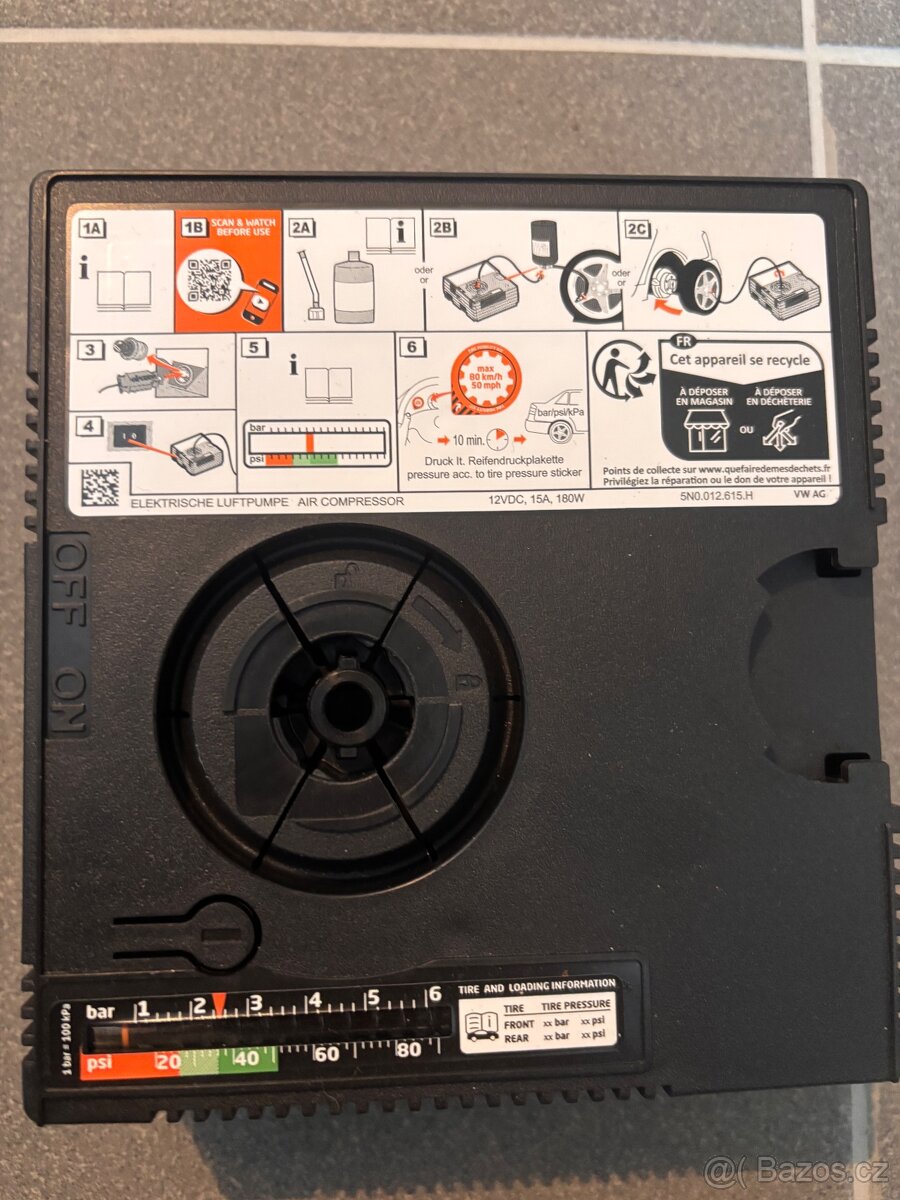 1A
1B SCAN & WATCH
BEFORE USE
2A
2B
2C
oder
or
oder
or
3
5
6
max
80 km/h
50 mph
4
I O
bar
psi
10 min.
bar/psi/kPa
Druck lt. Reifendruckplakette
pressure acc. to tire pressure sticker
FR
Cet appareil se recycle
À DÉPOSER
EN MAGASIN
OU
À DÉPOSER
EN DÉCHÈTERIE
Points de collecte sur www.quefairedemesdechets.fr
Privilégiez la réparation ou le don de votre appareil !
ELEKTRISCHE LUFTPUMPE AIR COMPRESSOR 12VDC, 15A, 180W 5N0.012.615.H VW AG
OFF ON
1 bar = 100 kPa
bar 1 2 3 4 5 6
psi 20 40 60 80
TIRE AND LOADING INFORMATION
TIRE TIRE PRESSURE
FRONT xx bar xx psi
REAR xx bar xx psi
@( Bazos.cz